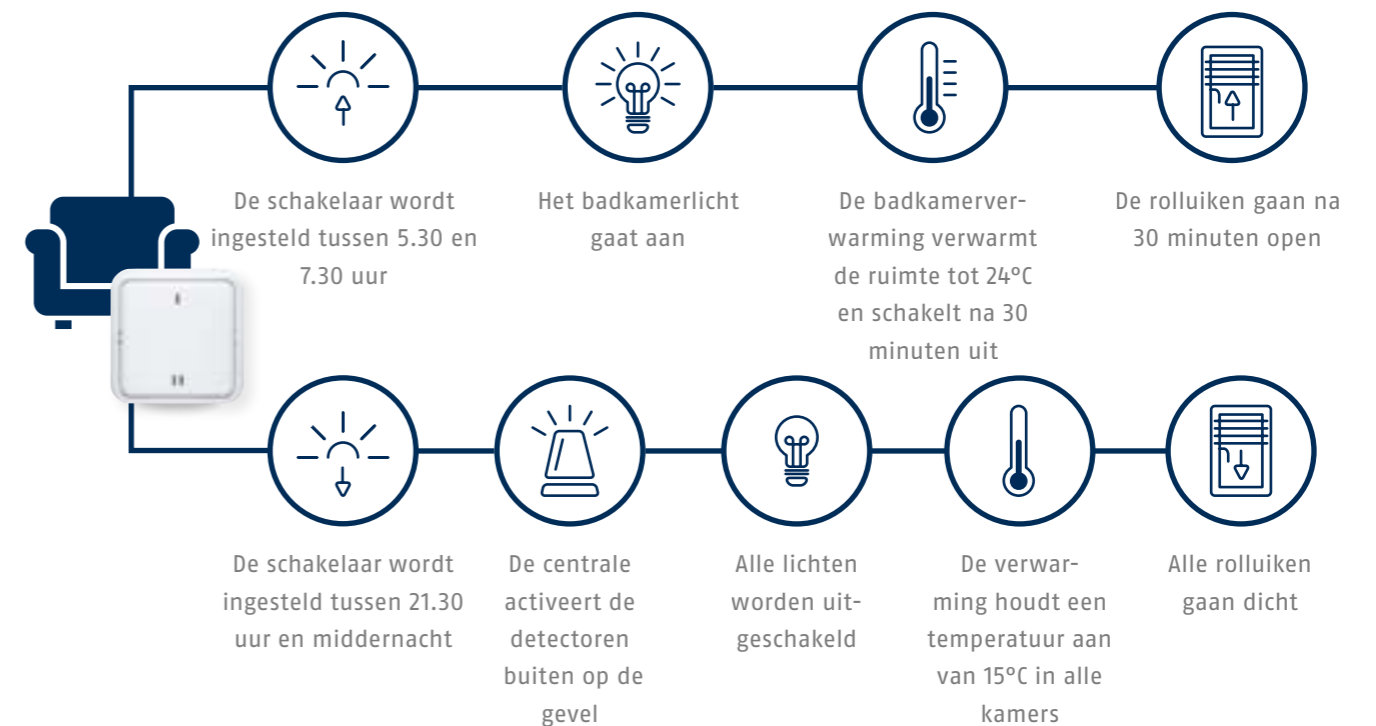 De schakelaar wordt
ingesteld tussen 5.30 en
7.30 uur
Het badkamerlicht
gaat aan
De badkamerver-
warming verwarmt
de ruimte tot 24°C
en schakelt na 30
minuten uit
De rolluiken gaan na
30 minuten open
I
II
De schakelaar wordt
ingesteld tussen 21.30
uur en middernacht
De centrale
activeert de
detectoren
buiten op de
gevel
Alle lichten
worden uit-
geschakeld
De verwar-
ming houdt een
temperatuur aan
van 15°C in alle
kamers
Alle rolluiken
gaan dicht